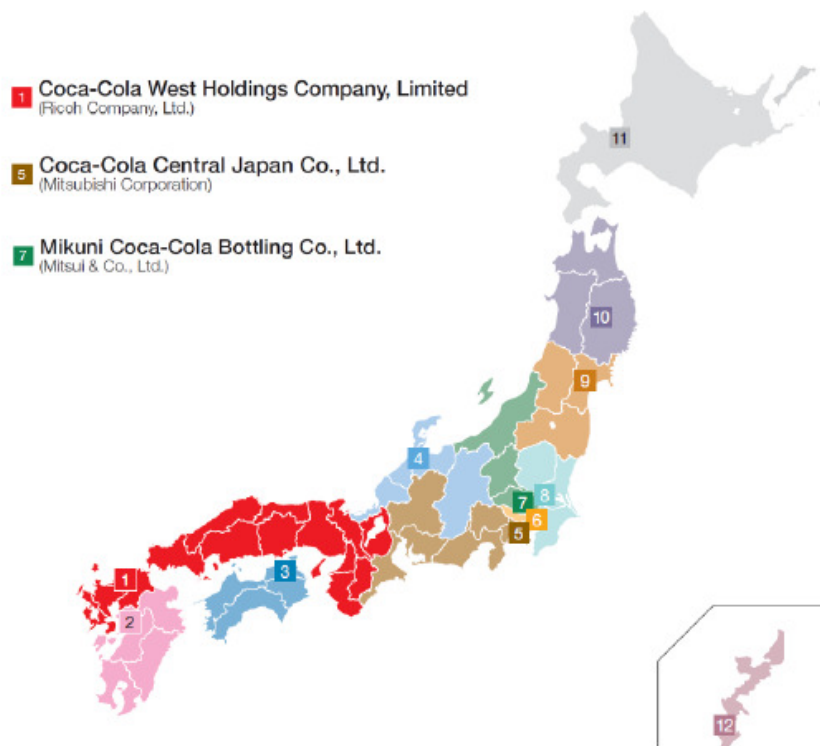 1 Coca-Cola West Holdings Company, Limited
(Ricoh Company, Ltd.)
5 Coca-Cola Central Japan Co., Ltd.
(Mitsubishi Corporation)
7 Mikuni Coca-Cola Bottling Co., Ltd.
(Mitsui & Co., Ltd.)
11
10
9
4
8
7
6
5
3
1
2
12